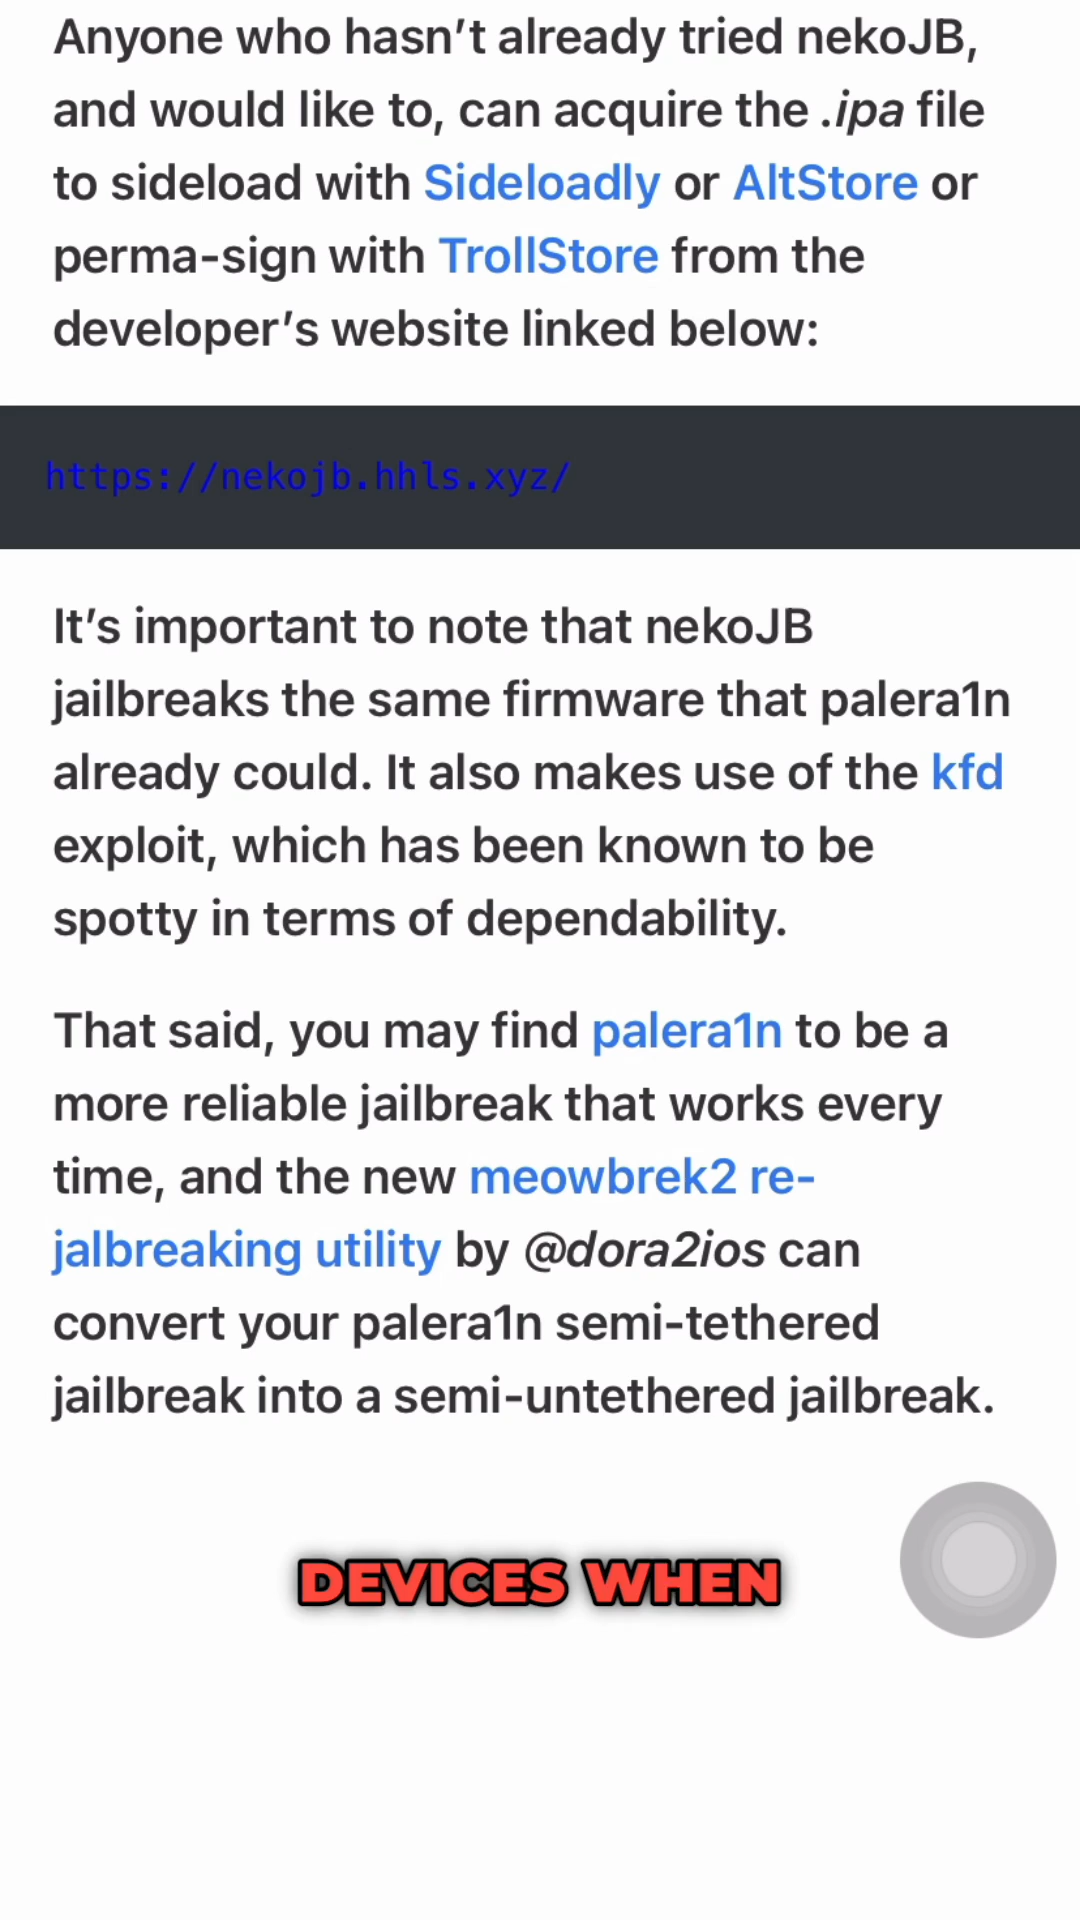 Anyone who hasn’t already tried nekoJB,
and would like to, can acquire the .ipa file
to sideload with Sideloadly or AltStore or
perma-sign with TrollStore from the
developer’s website linked below:
https://nekojb.hhls.xyz/
It’s important to note that nekoJB
jailbreaks the same firmware that palera1n
already could. It also makes use of the kfd
exploit, which has been known to be
spotty in terms of dependability.
That said, you may find palera1n to be a
more reliable jailbreak that works every
time, and the new meowbrek2 re-
jalbreaking utility by @dora2ios can
convert your palera1n semi-tethered
jailbreak into a semi-untethered jailbreak.
DEVICES WHEN